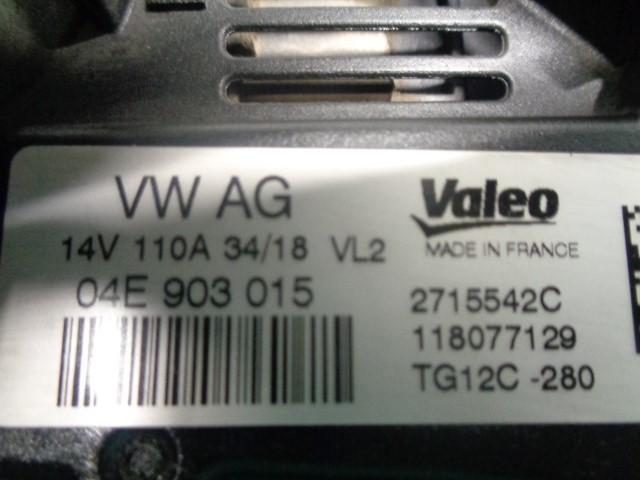 VW AG
14V 110A 34/18 VL2
04E 903 015
Valeo
MADE IN FRANCE
2715542C
118077129
TG12C -280